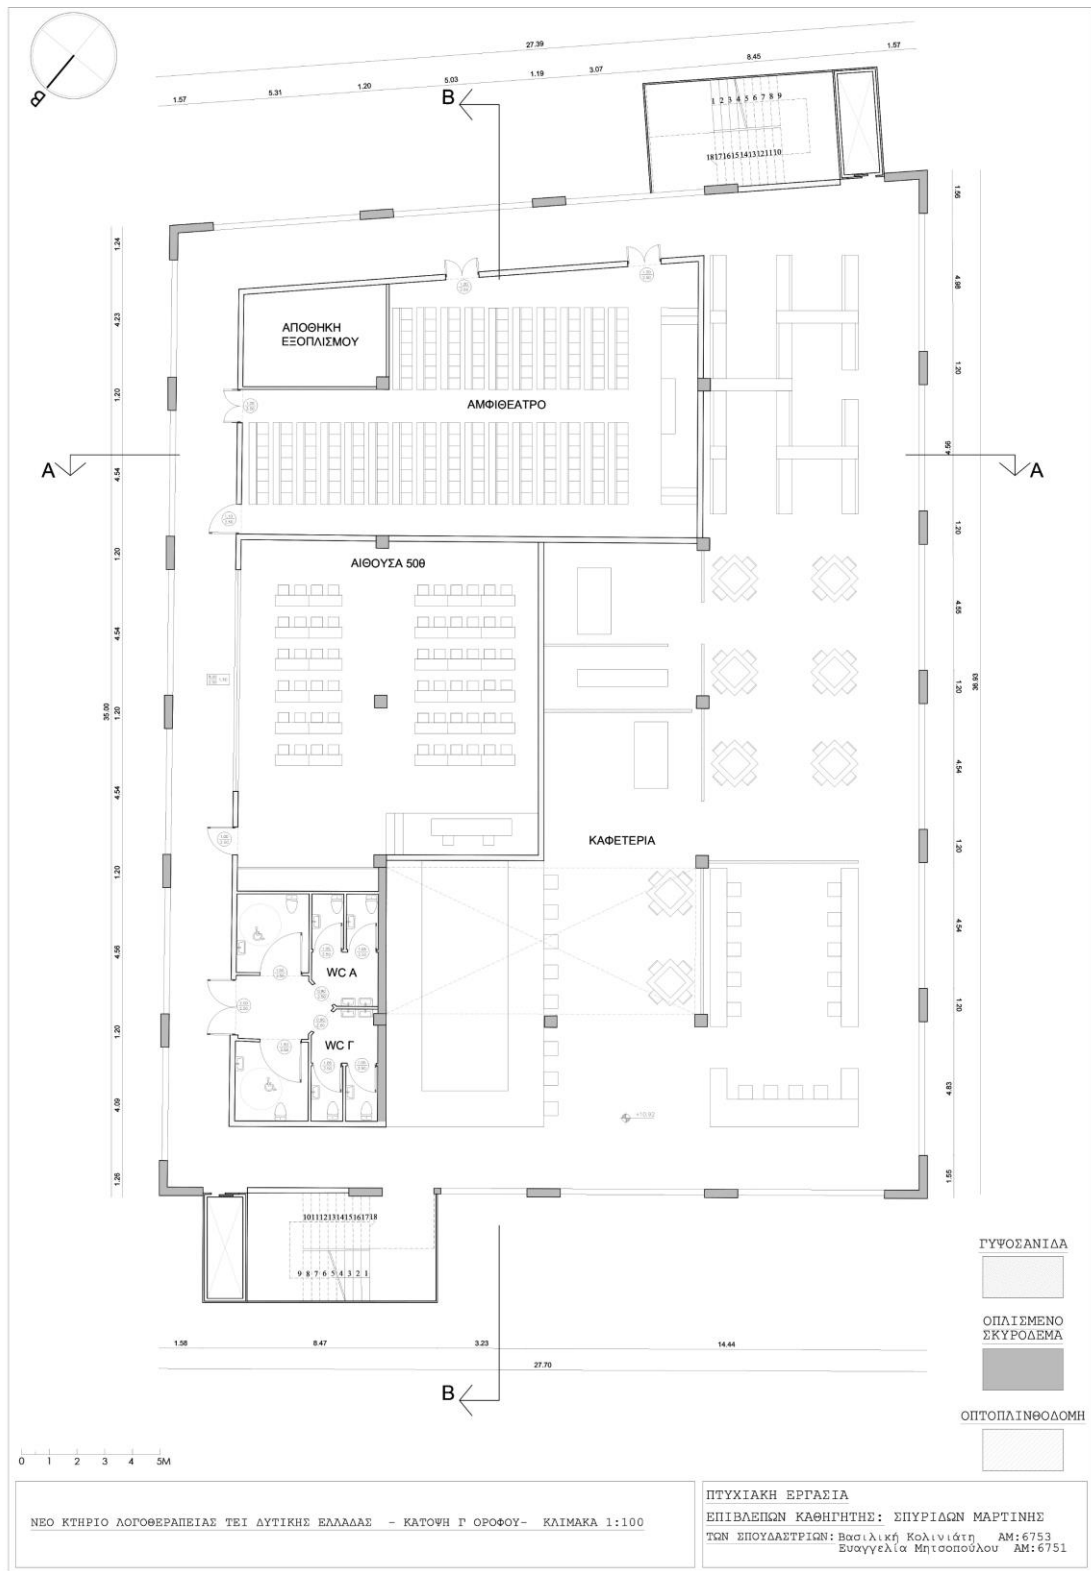 B
27.39
1.57
5.31
1.20
5.03
1.19
3.07
8.45
1.57
B
1 2 3 4 5 6 7 8 9
18 17 16 15 14 13 12 11 10
1.24
4.23
1.20
4.54
1.20
4.54
1.20
4.54
1.20
4.56
1.20
4.09
1.26
35.00
1.56
4.98
1.20
4.55
1.20
4.55
1.20
4.54
1.20
4.54
1.20
4.83
1.55
ΑΠΟΘΗΚΗ
ΕΞΟΠΛΙΣΜΟΥ
ΑΜΦΙΘΕΑΤΡΟ
A
A
ΑΙΘΟΥΣΑ 50θ
ΚΑΦΕΤΕΡΙΑ
WC A
WC Γ
+10.92
10 11 12 13 14 15 16 17 18
9 8 7 6 5 4 3 2 1
1.58
8.47
3.23
14.44
27.70
B
ΓΥΨΟΣΑΝΙΔΑ
ΟΠΛΙΣΜΕΝΟ
ΣΚΥΡΟΔΕΜΑ
ΟΠΤΟΠΛΙΝΘΟΔΟΜΗ
0 1 2 3 4 5M
ΝΕΟ ΚΤΗΡΙΟ ΛΟΓΟΘΕΡΑΠΕΙΑΣ ΤΕΙ ΔΥΤΙΚΗΣ ΕΛΛΑΔΑΣ - ΚΑΤΟΨΗ Γ ΟΡΟΦΟΥ- ΚΛΙΜΑΚΑ 1:100
ΠΤΥΧΙΑΚΗ ΕΡΓΑΣΙΑ
ΕΠΙΒΛΕΠΩΝ ΚΑΘΗΓΗΤΗΣ: ΣΠΥΡΙΔΩΝ ΜΑΡΤΙΝΗΣ
ΤΩΝ ΣΠΟΥΔΑΣΤΡΙΩΝ: Βασιλική Κολινιάτη ΑΜ:6753
Ευαγγελία Μητσοπούλου ΑΜ:6751